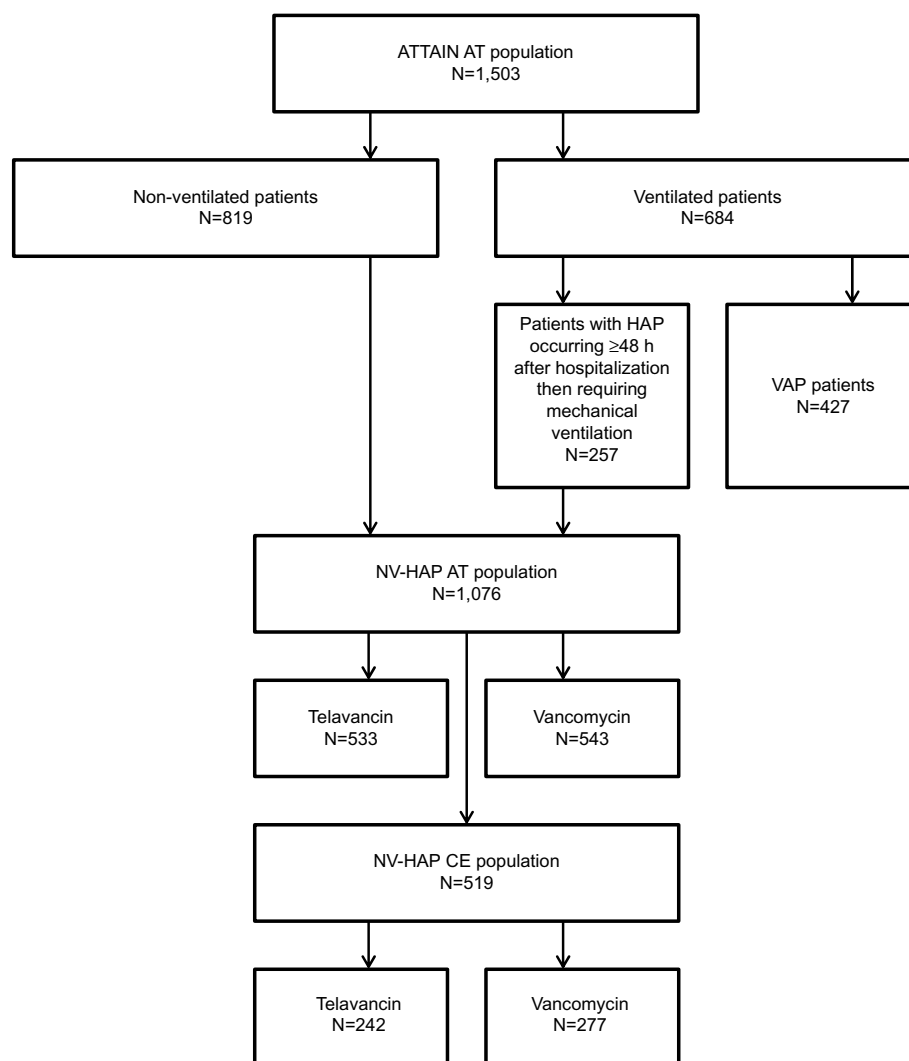 ATTAIN AT population
N=1,503
Non-ventilated patients
N=819
Ventilated patients
N=684
Patients with HAP
occurring ≥48 h
after hospitalization
then requiring
mechanical
ventilation
N=257
VAP patients
N=427
NV-HAP AT population
N=1,076
Telavancin
N=533
Vancomycin
N=543
NV-HAP CE population
N=519
Telavancin
N=242
Vancomycin
N=277